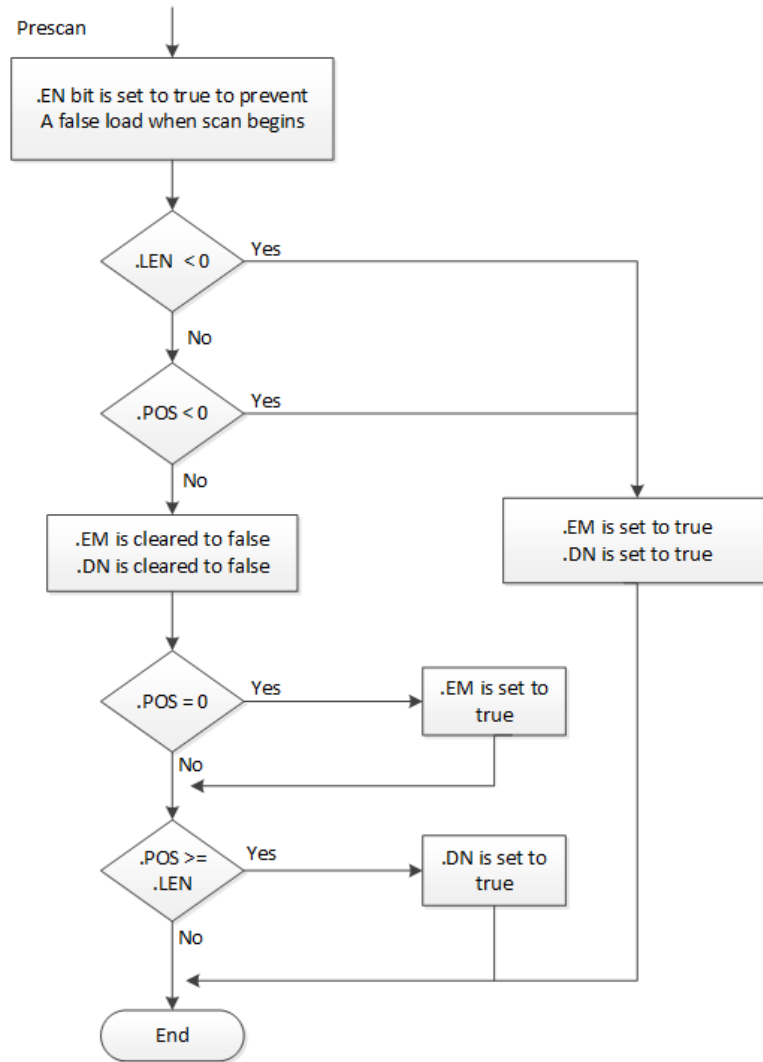 Prescan
.EN bit is set to true to prevent
A false load when scan begins
.LEN < 0
Yes
No
.POS < 0
Yes
No
.EM is cleared to false
.DN is cleared to false
.EM is set to true
.DN is set to true
.POS = 0
Yes
.EM is set to
true
No
.POS >=
.LEN
Yes
.DN is set to
true
No
End